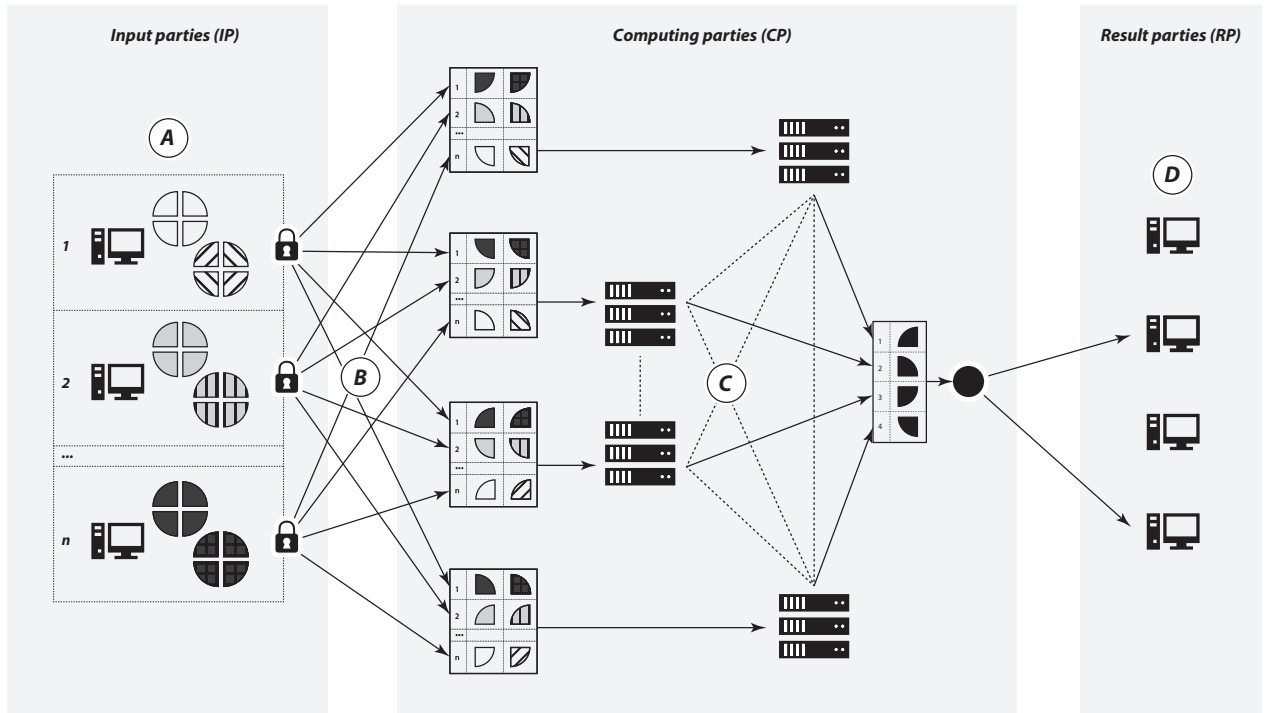 Input parties (IP)
Computing parties (CP)
Result parties (RP)
A
1
2
...
n
B
1
2
...
n
1
2
...
n
1
2
...
n
1
2
...
n
C
1
2
3
4
D